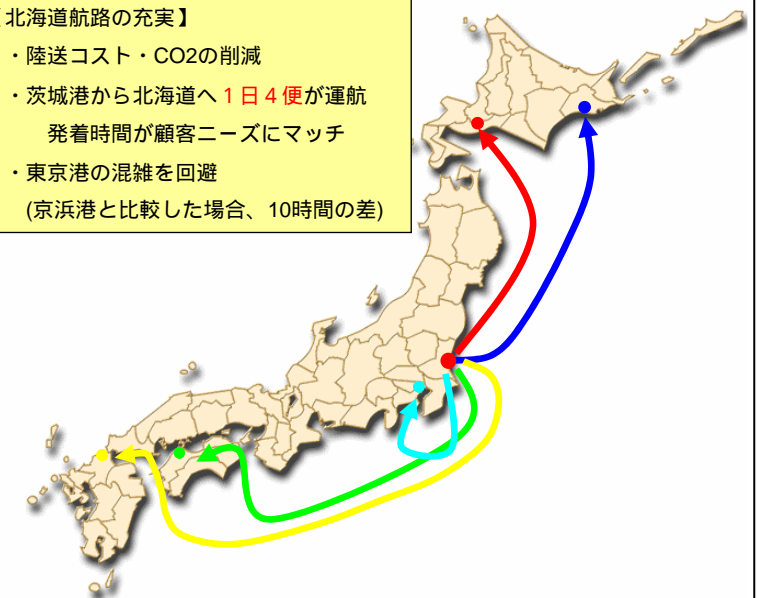 北海道航路の充実】
・陸送コスト・CO2の削減
・茨城港から北海道へ１日４便が運航
発着時間が顧客ニーズにマッチ
・東京港の混雑を回避
(京浜港と比較した場合、10時間の差)